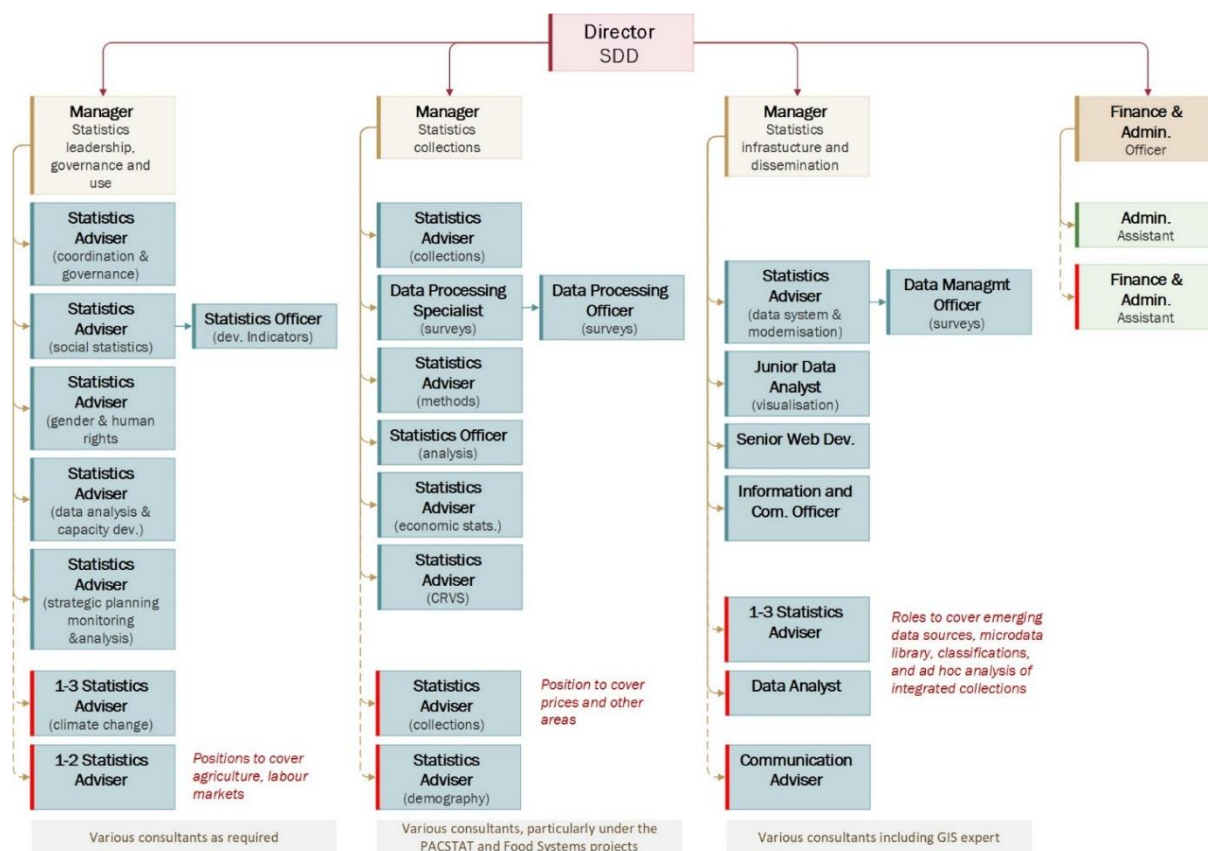 Director
SDD
Manager
Statistics
leadership,
governance and
use
Statistics
Adviser
(coordination &
governance)
Statistics
Adviser
(social statistics)
Statistics Officer
(dev. Indicators)
Statistics
Adviser
(gender & human
rights
Statistics
Adviser
(data analysis &
capacity dev.)
Statistics
Adviser
(strategic planning
monitoring
&analysis)
1-3 Statistics
Adviser
(climate change)
1-2 Statistics
Adviser
Positions to cover
agriculture, labour
markets
Various consultants as required
Manager
Statistics
collections
Statistics
Adviser
(collections)
Data Processing
Specialist
(surveys)
Data Processing
Officer
(surveys)
Statistics
Adviser
(methods)
Statistics Officer
(analysis)
Statistics
Adviser
(economic stats.)
Statistics
Adviser
(CRVS)
Statistics
Adviser
(collections)
Position to cover
prices and other
areas
Statistics
Adviser
(demography)
Various consultants, particularly under the
PACSTAT and Food Systems projects
Manager
Statistics
infrastucture and
dissemination
Statistics
Adviser
(data system &
modernisation)
Data Managmt
Officer
(surveys)
Junior Data
Analyst
(visualisation)
Senior Web Dev.
Information and
Com. Officer
1-3 Statistics
Adviser
Roles to cover emerging
data sources, microdata
library, classifications,
and ad hoc analysis of
integrated collections
Data Analyst
Communication
Adviser
Various consultants including GIS expert
Finance &
Admin.
Officer
Admin.
Assistant
Finance &
Admin.
Assistant